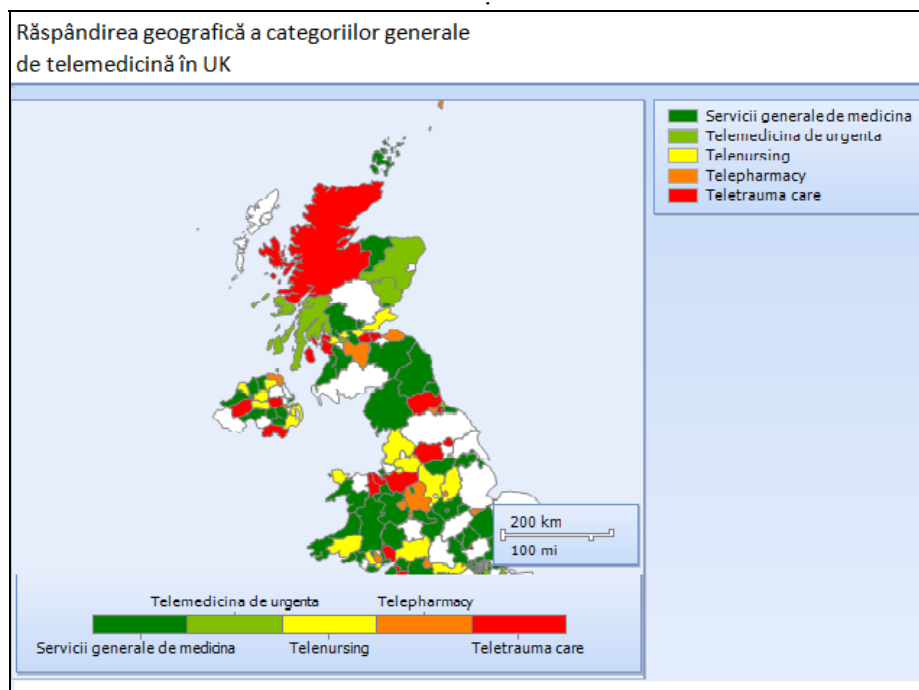 Răspândirea geografică a categoriilor generale
de telemedicină în UK
Servicii generale de medicina
Telemedicina de urgenta
Telenursing
Telepharmacy
Teletrauma care
200 km
100 mi
Telemedicina de urgenta Telepharmacy
Servicii generale de medicina Telenursing Teletrauma care